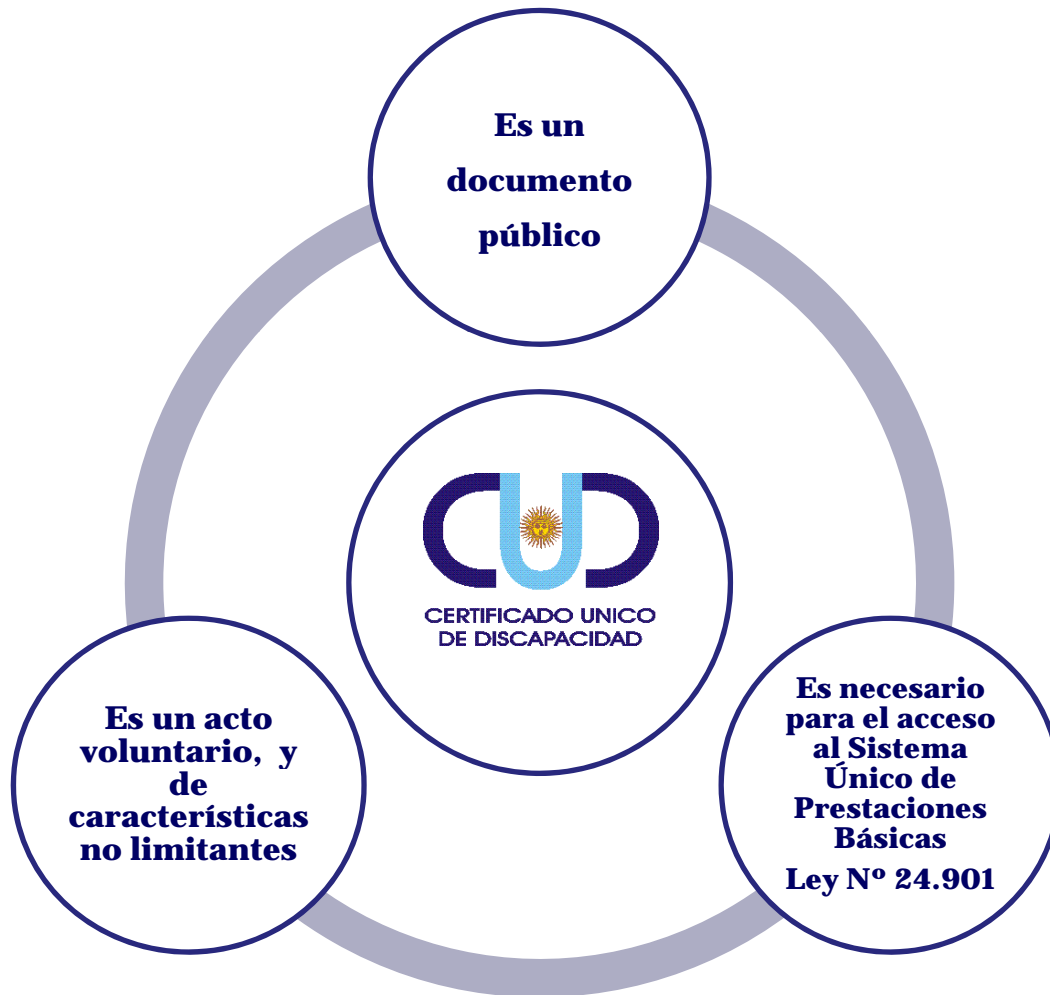 Es un
documento
público
CUD
CERTIFICADO UNICO
DE DISCAPACIDAD
Es un acto
voluntario, y
de
características
no limitantes
Es necesario
para el acceso
al Sistema
Único de
Prestaciones
Básicas
Ley Nº 24.901